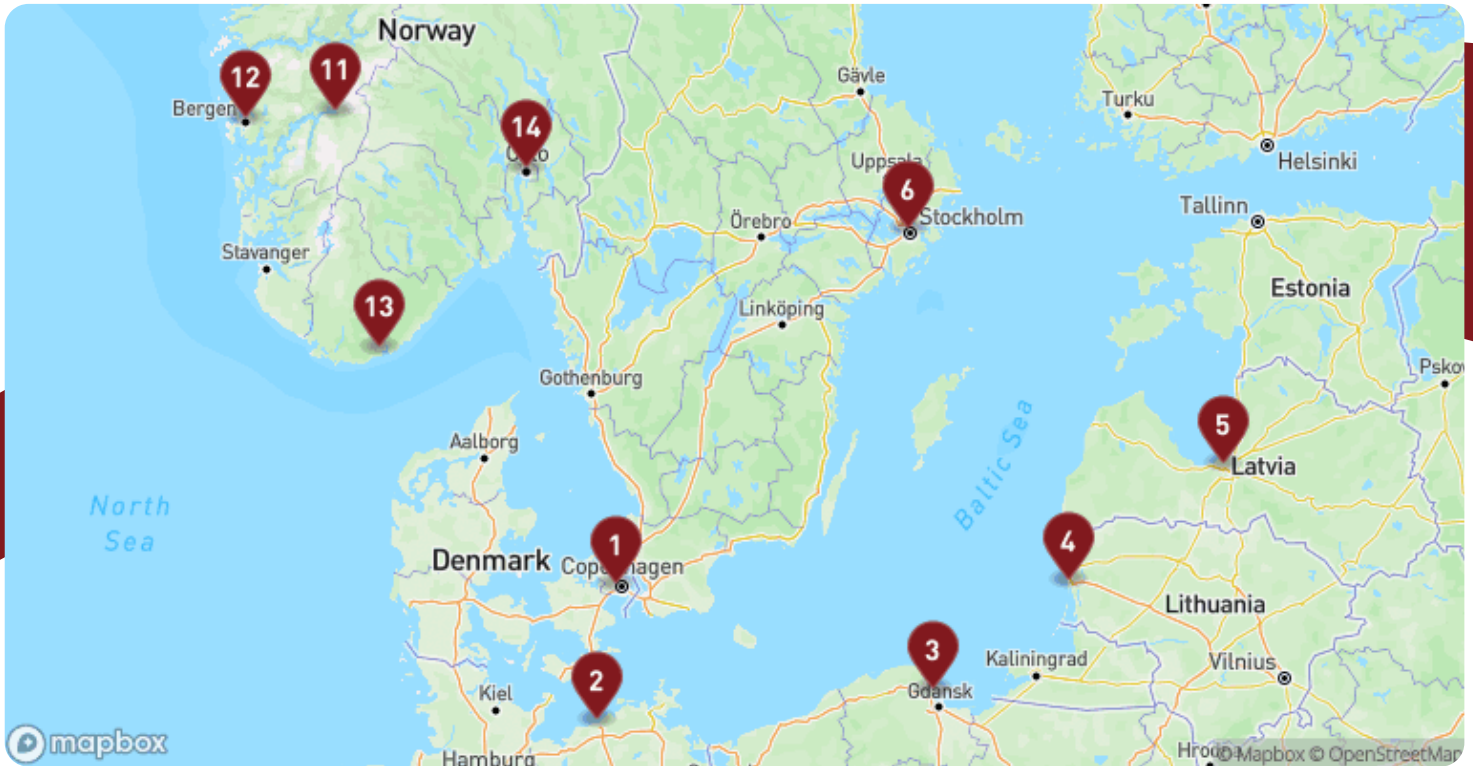 Norway
12
11
Bergen
14
Oslo
Gävle
Turku
Helsinki
Uppsala
6
Stockholm
Örebro
Tallinn
Stavanger
13
Linköping
Estonia
Gothenburg
Aalborg
5
Latvia
Baltic Sea
North
Sea
1
Denmark
Copenhagen
4
Lithuania
3
Kaliningrad
Vilnius
2
Gdansk
Kiel
mapbox
Hamburg
© Mapbox © OpenStreetMap